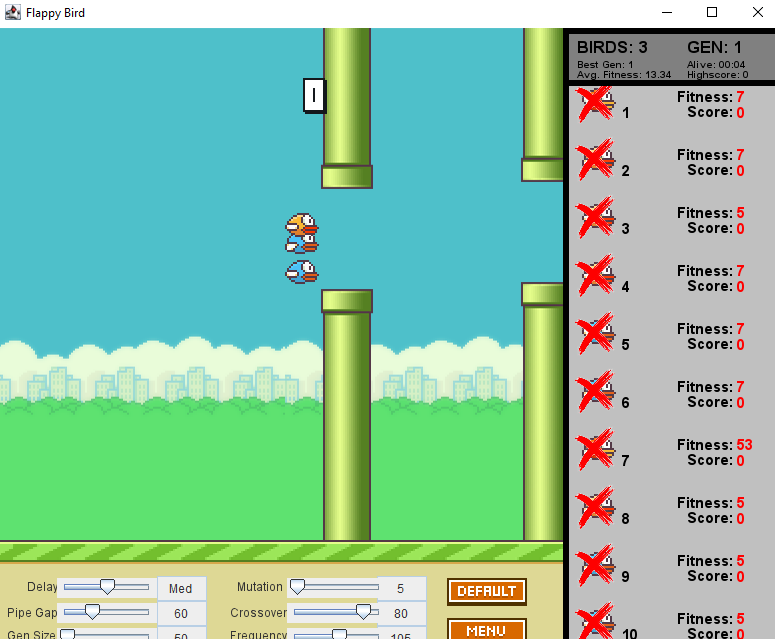 Flappy Bird
BIRDS: 3 GEN: 1
Best Gen: 1 Alive: 00:04
Avg. Fitness: 13.34 Highscore: 0
Fitness: 7
1 Score: 0
Fitness: 7
2 Score: 0
Fitness: 5
3 Score: 0
Fitness: 7
4 Score: 0
Fitness: 7
5 Score: 0
Fitness: 7
6 Score: 0
Fitness: 53
7 Score: 0
Fitness: 5
8 Score: 0
Fitness: 5
9 Score: 0
Fitness: 5
10 Score: 0
Delay Med Mutation 5 DEFAULT
Pipe Gap 60 Crossover 80
Gen Size 50 Frequency 105 MENU